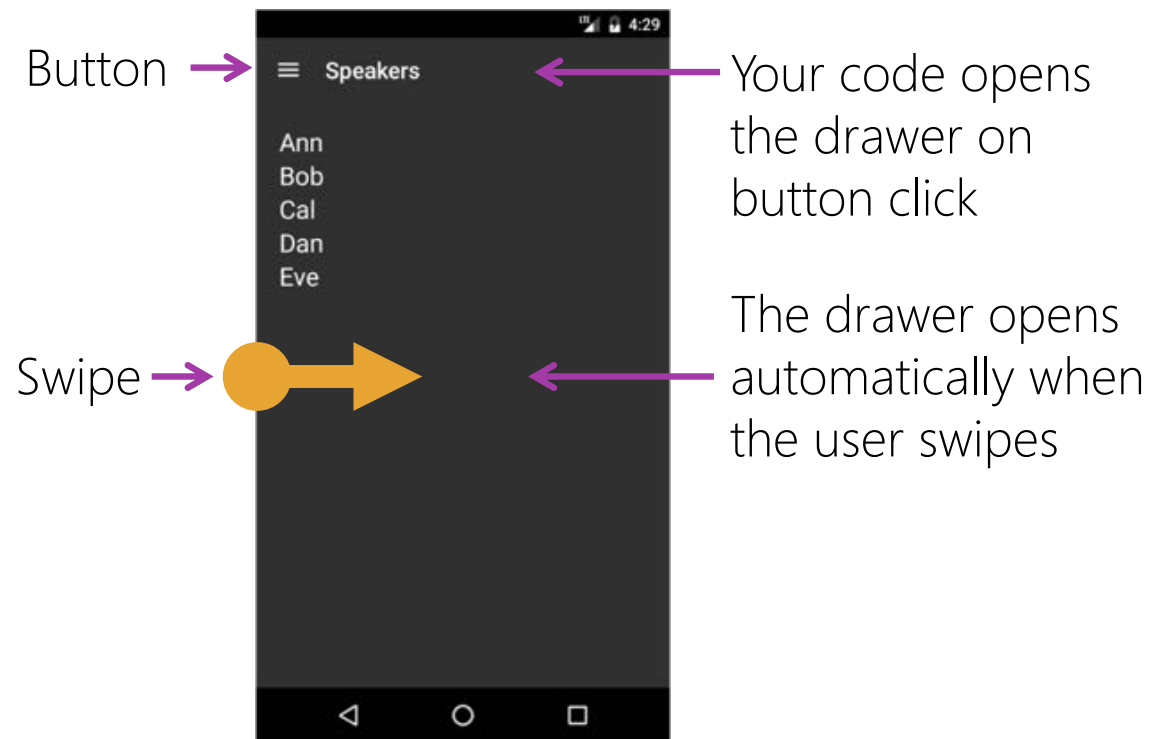 LTE 4:29
Button
Speakers
Your code opens
the drawer on
button click
Ann
Bob
Cal
Dan
Eve
Swipe
The drawer opens
automatically when
the user swipes